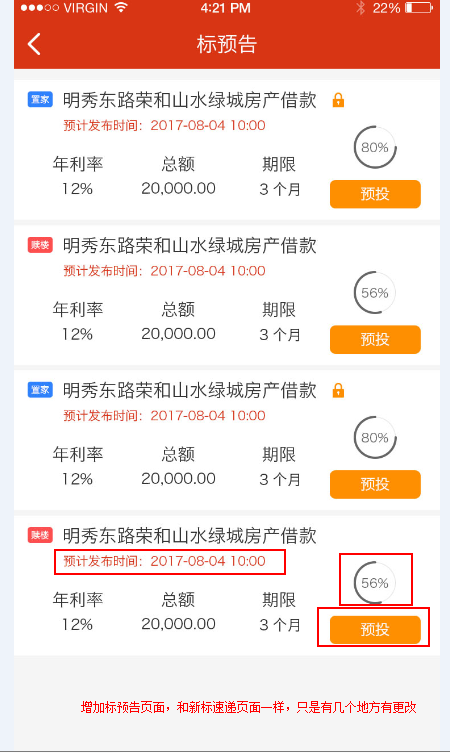 VIRGIN 4:21 PM 22%
标预告
置家 明秀东路荣和山水绿城房产借款
预计发布时间：2017-08-04 10:00
年利率 总额 期限 80%
12% 20,000.00 3 个月 预投
赎楼 明秀东路荣和山水绿城房产借款
预计发布时间：2017-08-04 10:00
年利率 总额 期限 56%
12% 20,000.00 3 个月 预投
置家 明秀东路荣和山水绿城房产借款
预计发布时间：2017-08-04 10:00
年利率 总额 期限 80%
12% 20,000.00 3 个月 预投
赎楼 明秀东路荣和山水绿城房产借款
预计发布时间：2017-08-04 10:00
年利率 总额 期限 56%
12% 20,000.00 3 个月 预投
增加标预告页面，和新标速递页面一样，只是有几个地方有更改